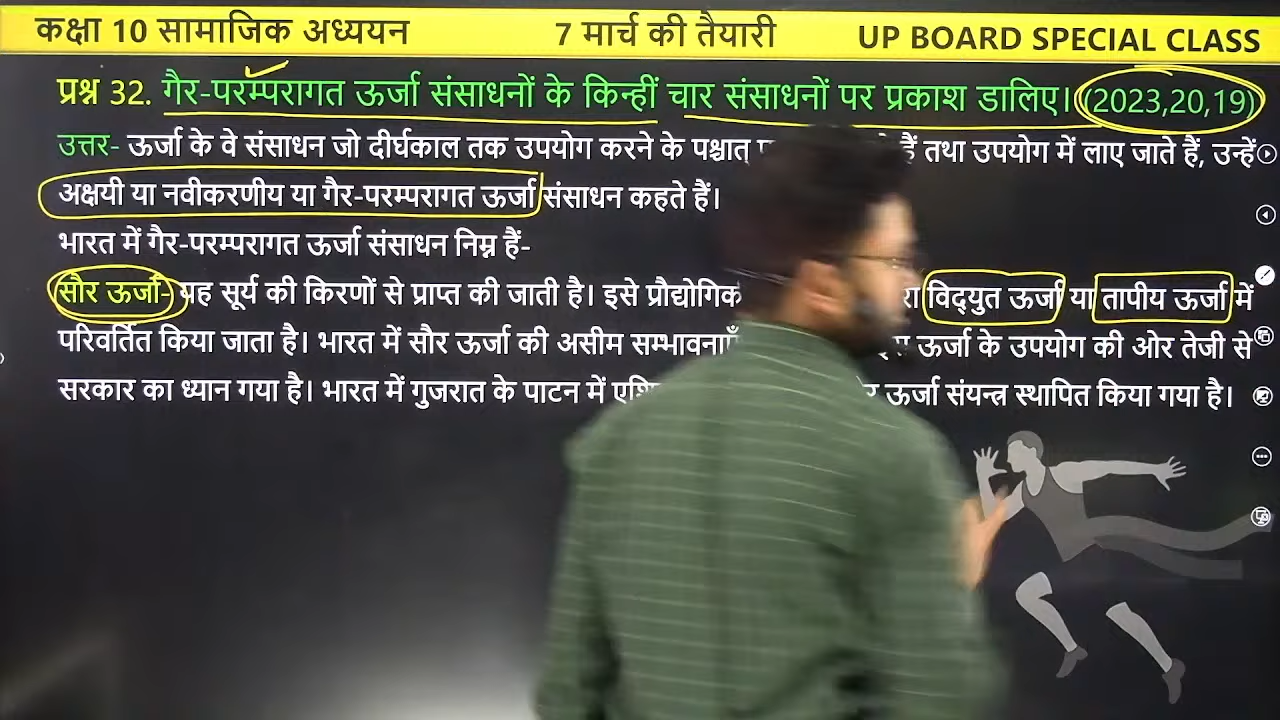 कक्षा 10 सामाजिक अध्ययन 7 मार्च की तैयारी UP BOARD SPECIAL CLASS
प्रश्न 32. गैर-परम्परागत ऊर्जा संसाधनों के किन्हीं चार संसाधनों पर प्रकाश डालिए। (2023,20,19)
उत्तर- ऊर्जा के वे संसाधन जो दीर्घकाल तक उपयोग करने के पश्चात् हैं तथा उपयोग में लाए जाते हैं, उन्हें
अक्षयी या नवीकरणीय या गैर-परम्परागत ऊर्जा संसाधन कहते हैं।
भारत में गैर-परम्परागत ऊर्जा संसाधन निम्न हैं-
सौर ऊर्जा- यह सूर्य की किरणों से प्राप्त की जाती है। इसे विद्युत ऊर्जा या तापीय ऊर्जा में
परिवर्तित किया जाता है। भारत में सौर ऊर्जा की असीम ऊर्जा के उपयोग की ओर तेजी से
सरकार का ध्यान गया है। भारत में गुजरात के पाटन में ऊर्जा संयन्त्र स्थापित किया गया है।